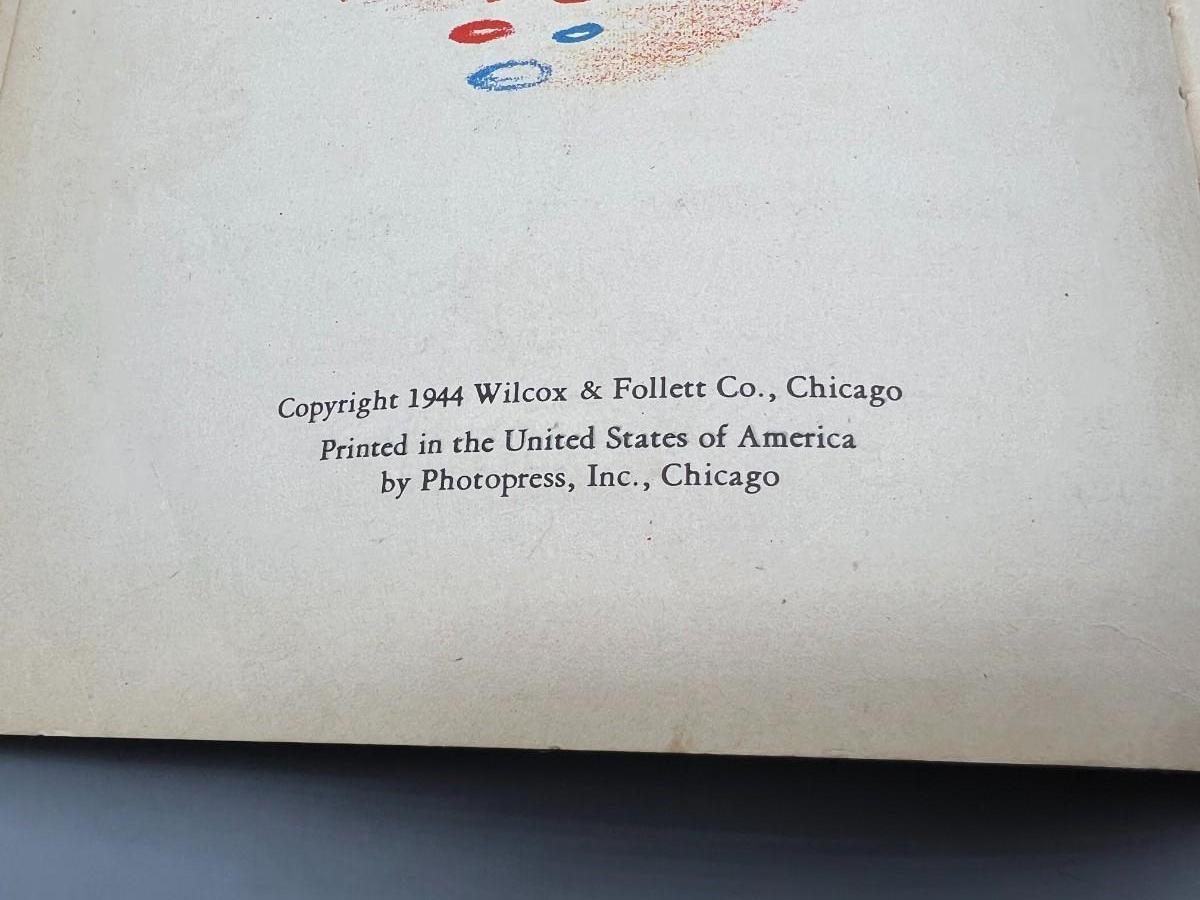 Copyright 1944 Wilcox & Follett Co., Chicago
Printed in the United States of America
by Photopress, Inc., Chicago